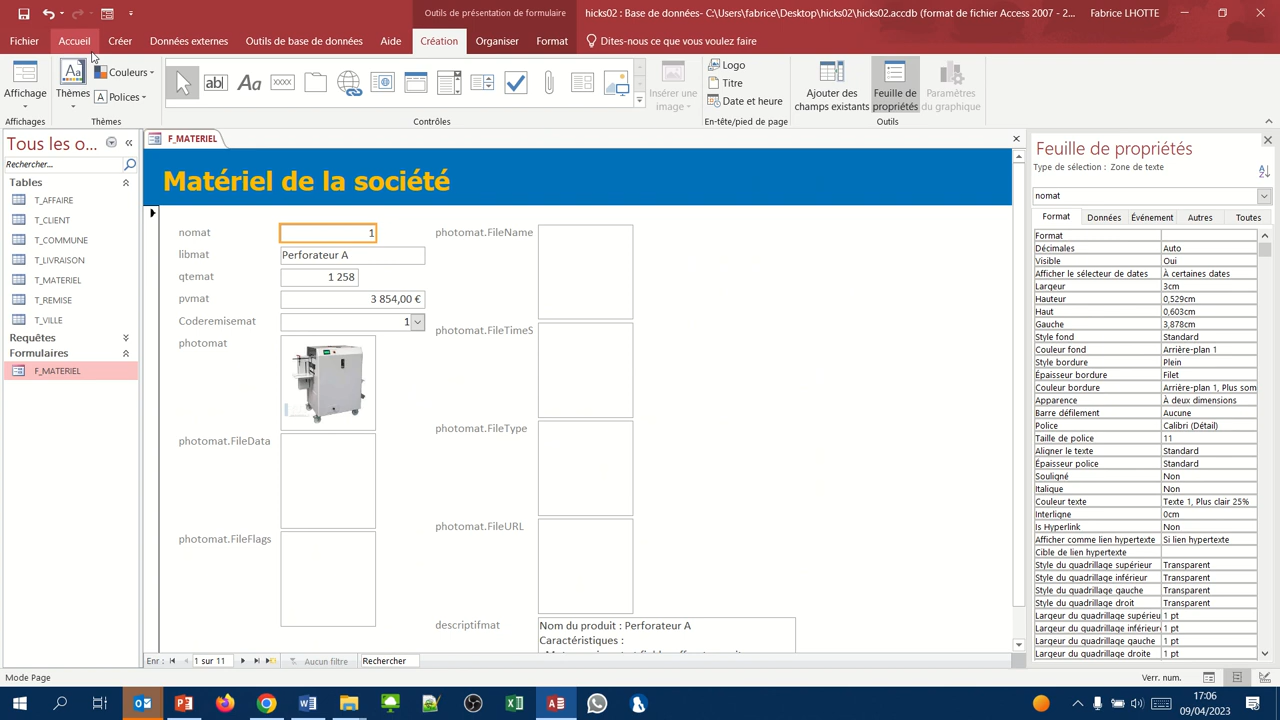 Outils de présentation de formulaire
hicks02 : Base de données- C:\Users\fabrice\Desktop\hicks02\hicks02.accdb (format de fichier Access 2007 - 2...
Fabrice LHOTTE
Fichier Accueil Créer Données externes Outils de base de données Aide Création Organiser Format Dites-nous ce que vous voulez faire
Affichage
Thèmes
Couleurs
Polices
Aa
ab|
Aa
xxxx
Insérer une image
Logo
Titre
Date et heure
Ajouter des champs existants
Feuille de propriétés
Paramètres du graphique
Affichages Thèmes Contrôles En-tête/pied de page Outils
Tous les o...
Rechercher...
Tables
T_AFFAIRE
T_CLIENT
T_COMMUNE
T_LIVRAISON
T_MATERIEL
T_REMISE
T_VILLE
Requêtes
Formulaires
F_MATERIEL
F_MATERIEL
Matériel de la société
nomat 1
libmat Perforateur A
qtemat 1 258
pvmat 3 854,00 €
Coderemisemat 1
photomat
photomat.FileData
photomat.FileFlags
photomat.FileName
photomat.FileTimeS
photomat.FileType
photomat.FileURL
descriptifmat Nom du produit : Perforateur A
Caractéristiques :
Enr : 1 sur 11 Aucun filtre Rechercher
Feuille de propriétés
Type de sélection : Zone de texte
nomat
Format Données Événement Autres Toutes
Format
Décimales Auto
Visible Oui
Afficher le sélecteur de dates À certaines dates
Largeur 3cm
Hauteur 0,529cm
Haut 0,603cm
Gauche 3,878cm
Style fond Standard
Couleur fond Arrière-plan 1
Style bordure Plein
Épaisseur bordure Filet
Couleur bordure Arrière-plan 1, Plus som
Apparence À deux dimensions
Barre défilement Aucune
Police Calibri (Détail)
Taille de police 11
Aligner le texte Standard
Épaisseur police Standard
Souligné Non
Italique Non
Couleur texte Texte 1, Plus clair 25%
Interligne 0cm
Is Hyperlink Non
Afficher comme lien hypertexte Si lien hypertexte
Cible de lien hypertexte
Style du quadrillage supérieur Transparent
Style du quadrillage inférieur Transparent
Style du quadrillage gauche Transparent
Style du quadrillage droit Transparent
Largeur du quadrillage supérieu 1 pt
Largeur du quadrillage inférieur 1 pt
Largeur du quadrillage gauche 1 pt
Largeur du quadrillage droite 1 pt
Mode Page
Verr. num.
17:06
09/04/2023